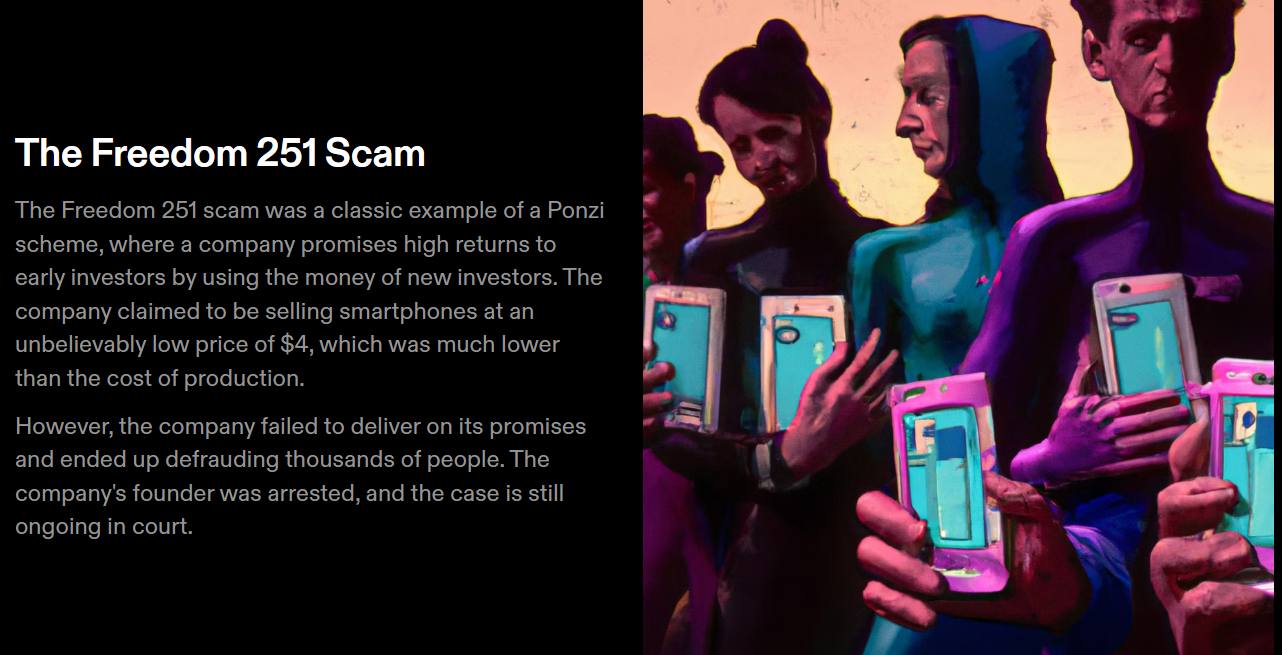 The Freedom 251 Scam
The Freedom 251 scam was a classic example of a Ponzi
scheme, where a company promises high returns to
early investors by using the money of new investors. The
company claimed to be selling smartphones at an
unbelievably low price of $4, which was much lower
than the cost of production.
However, the company failed to deliver on its promises
and ended up defrauding thousands of people. The
company's founder was arrested, and the case is still
ongoing in court.